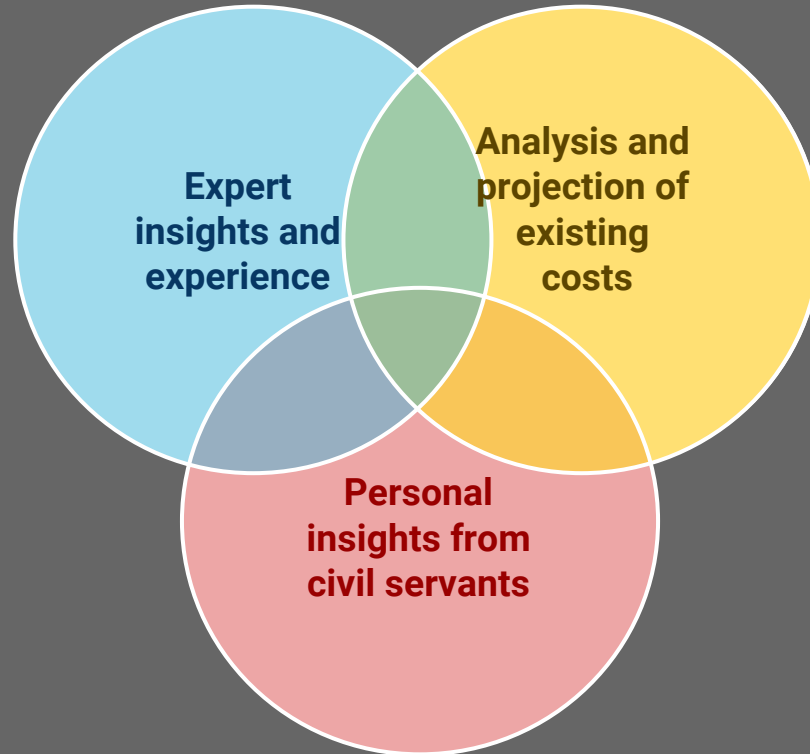 Expert
insights and
experience
Analysis and
projection of
existing
costs
Personal
insights from
civil servants